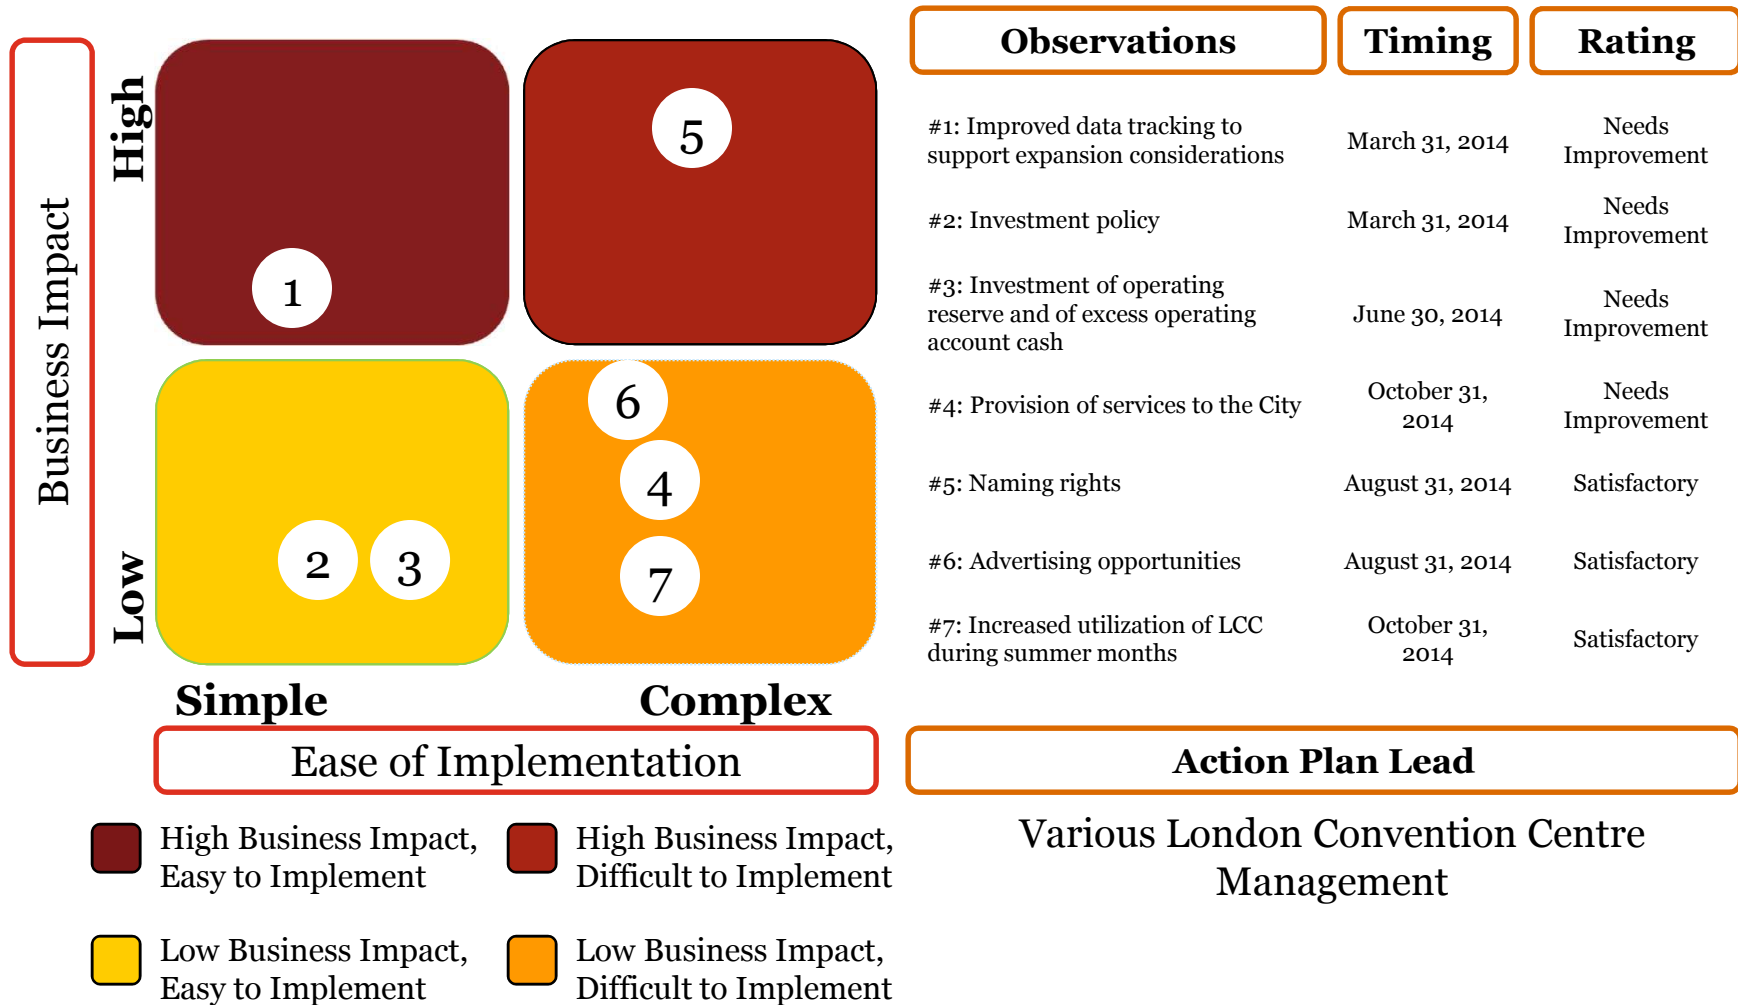 High
Low
Business Impact
1
5
2
3
6
4
7
Simple
Complex
Ease of Implementation
High Business Impact,
Easy to Implement
High Business Impact,
Difficult to Implement
Low Business Impact,
Easy to Implement
Low Business Impact,
Difficult to Implement
Observations
Timing
Rating
#1: Improved data tracking to
support expansion considerations
March 31, 2014
Needs
Improvement
#2: Investment policy
March 31, 2014
Needs
Improvement
#3: Investment of operating
reserve and of excess operating
account cash
June 30, 2014
Needs
Improvement
#4: Provision of services to the City
October 31,
2014
Needs
Improvement
#5: Naming rights
August 31, 2014
Satisfactory
#6: Advertising opportunities
August 31, 2014
Satisfactory
#7: Increased utilization of LCC
during summer months
October 31,
2014
Satisfactory
Action Plan Lead
Various London Convention Centre
Management